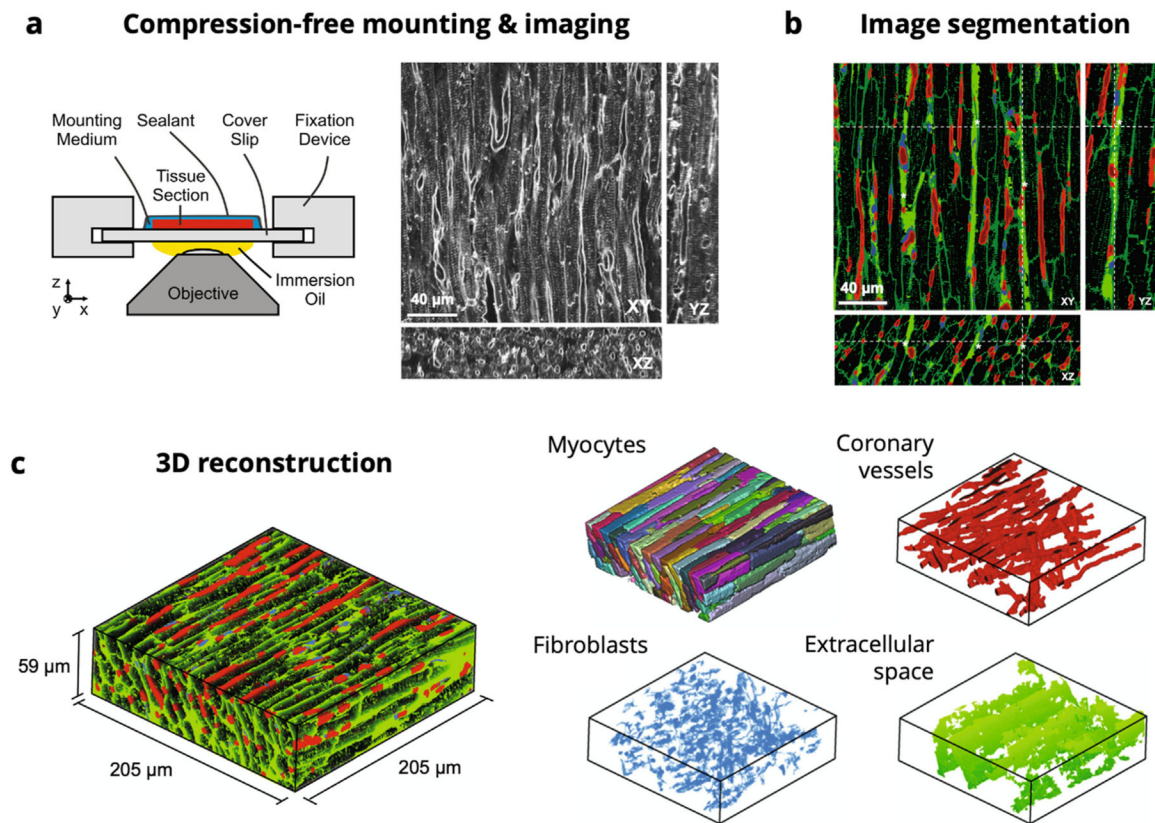 a
Compression-free mounting & imaging
Mounting
Medium
Sealant
Cover
Slip
Fixation
Device
Tissue
Section
Immersion
Oil
Objective
z
y
x
40 µm
XY
YZ
XZ
b
Image segmentation
40 µm
XY
YZ
XZ
c
3D reconstruction
59 µm
205 µm
205 µm
Myocytes
Coronary
vessels
Fibroblasts
Extracellular
space